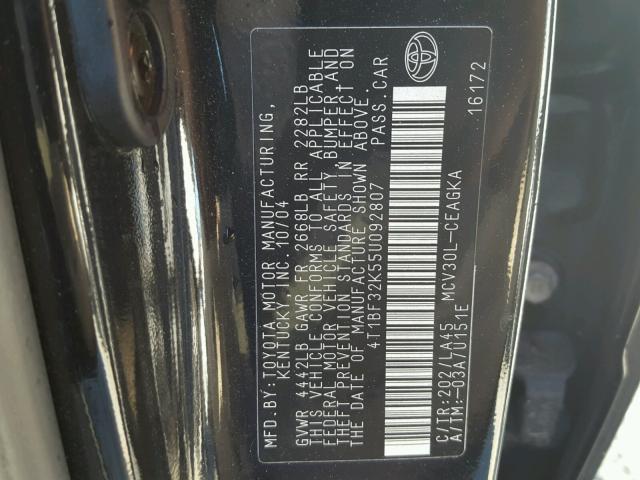 MFD.BY:TOYOTA MOTOR MANUFACTURING,
KENTUCKY, INC. 10/04
GVWR 4442LB GAWR FR 2668LB RR 2282LB
THIS VEHICLE CONFORMS TO ALL APPLICABLE
FEDERAL MOTOR VEHICLE SAFETY, BUMPER, AND
THEFT PREVENTION STANDARDS IN EFFECT ON
THE DATE OF MANUFACTURE SHOWN ABOVE.
4T1BF32K55U092807 PASS.CAR
C/TR:202/LA45 MCV30L-CEAGKA
A/TM:-03A/U151E
16172